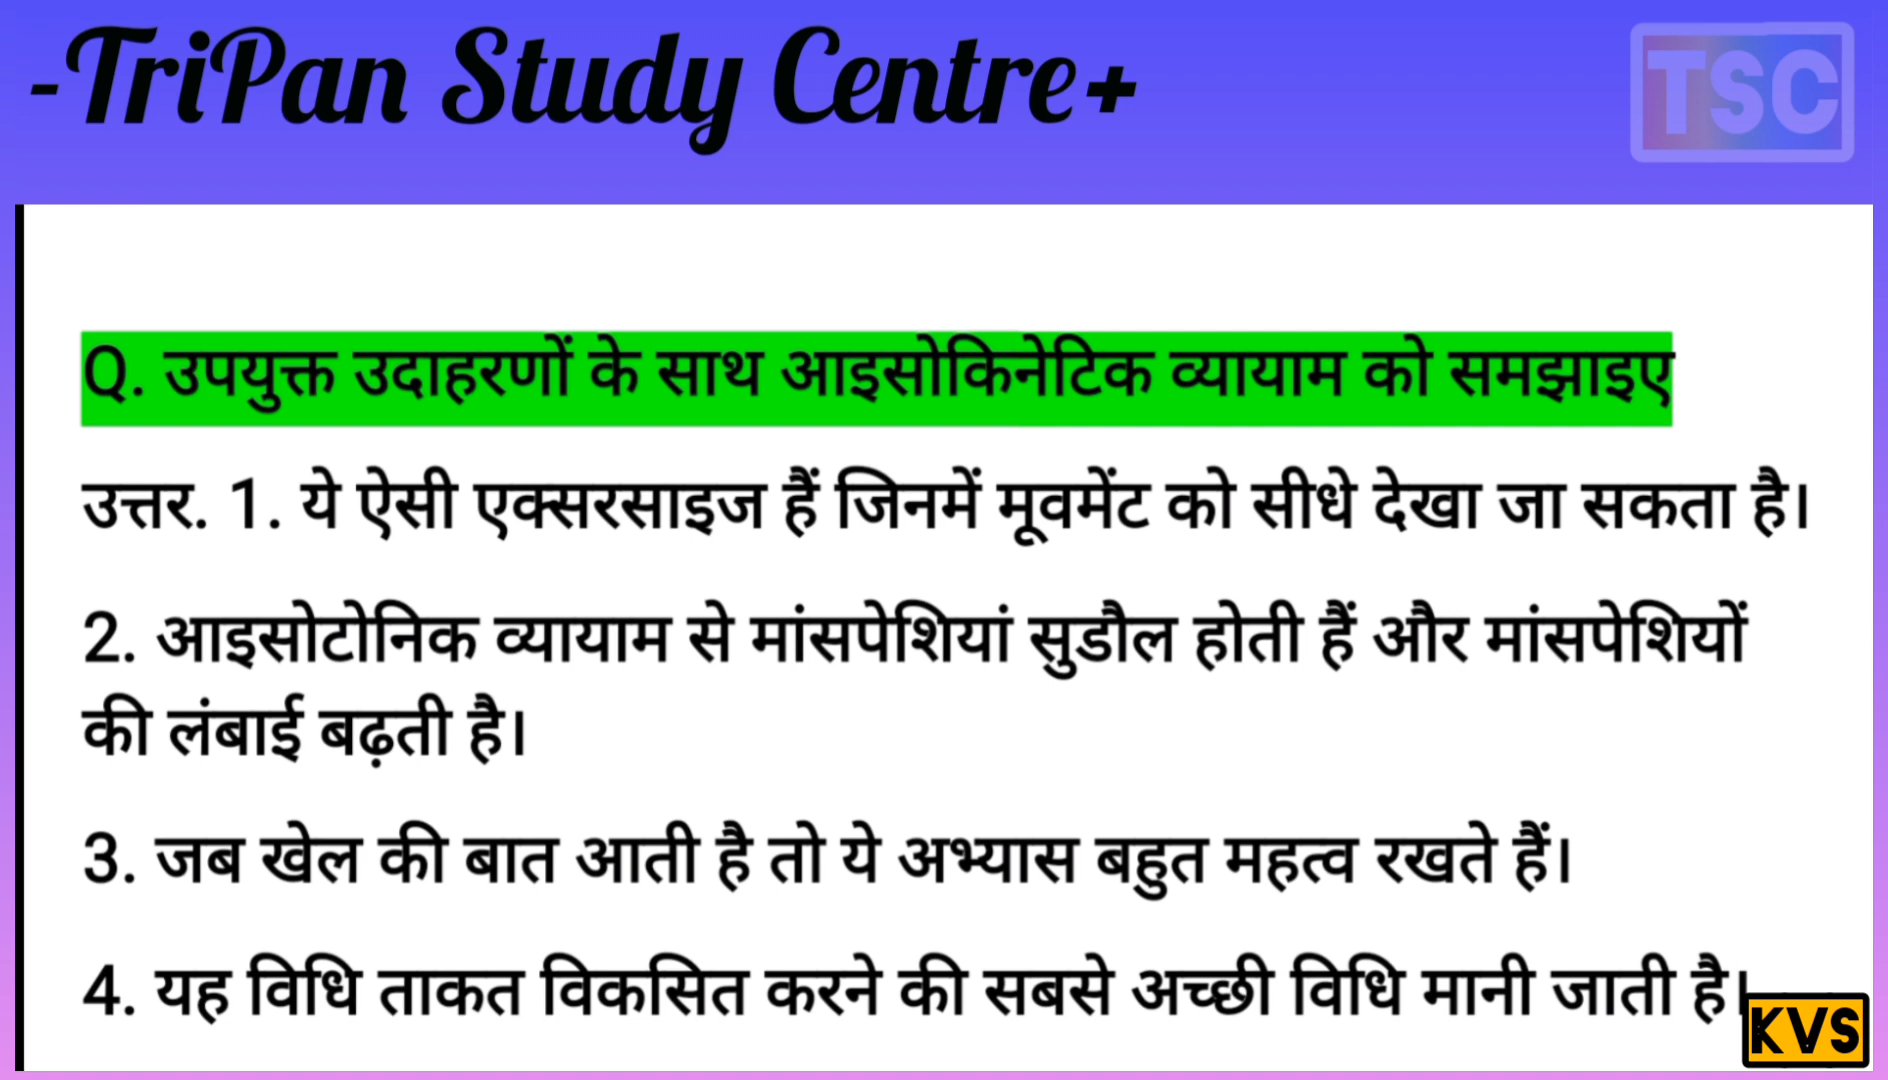 -TriPan Study Centre+
TSC
Q. उपयुक्त उदाहरणों के साथ आइसोकिनेटिक व्यायाम को समझाइए
उत्तर. 1. ये ऐसी एक्सरसाइज हैं जिनमें मूवमेंट को सीधे देखा जा सकता है।
2. आइसोटोनिक व्यायाम से मांसपेशियां सुडौल होती हैं और मांसपेशियों
की लंबाई बढ़ती है।
3. जब खेल की बात आती है तो ये अभ्यास बहुत महत्व रखते हैं।
4. यह विधि ताकत विकसित करने की सबसे अच्छी विधि मानी जाती है।
KVS